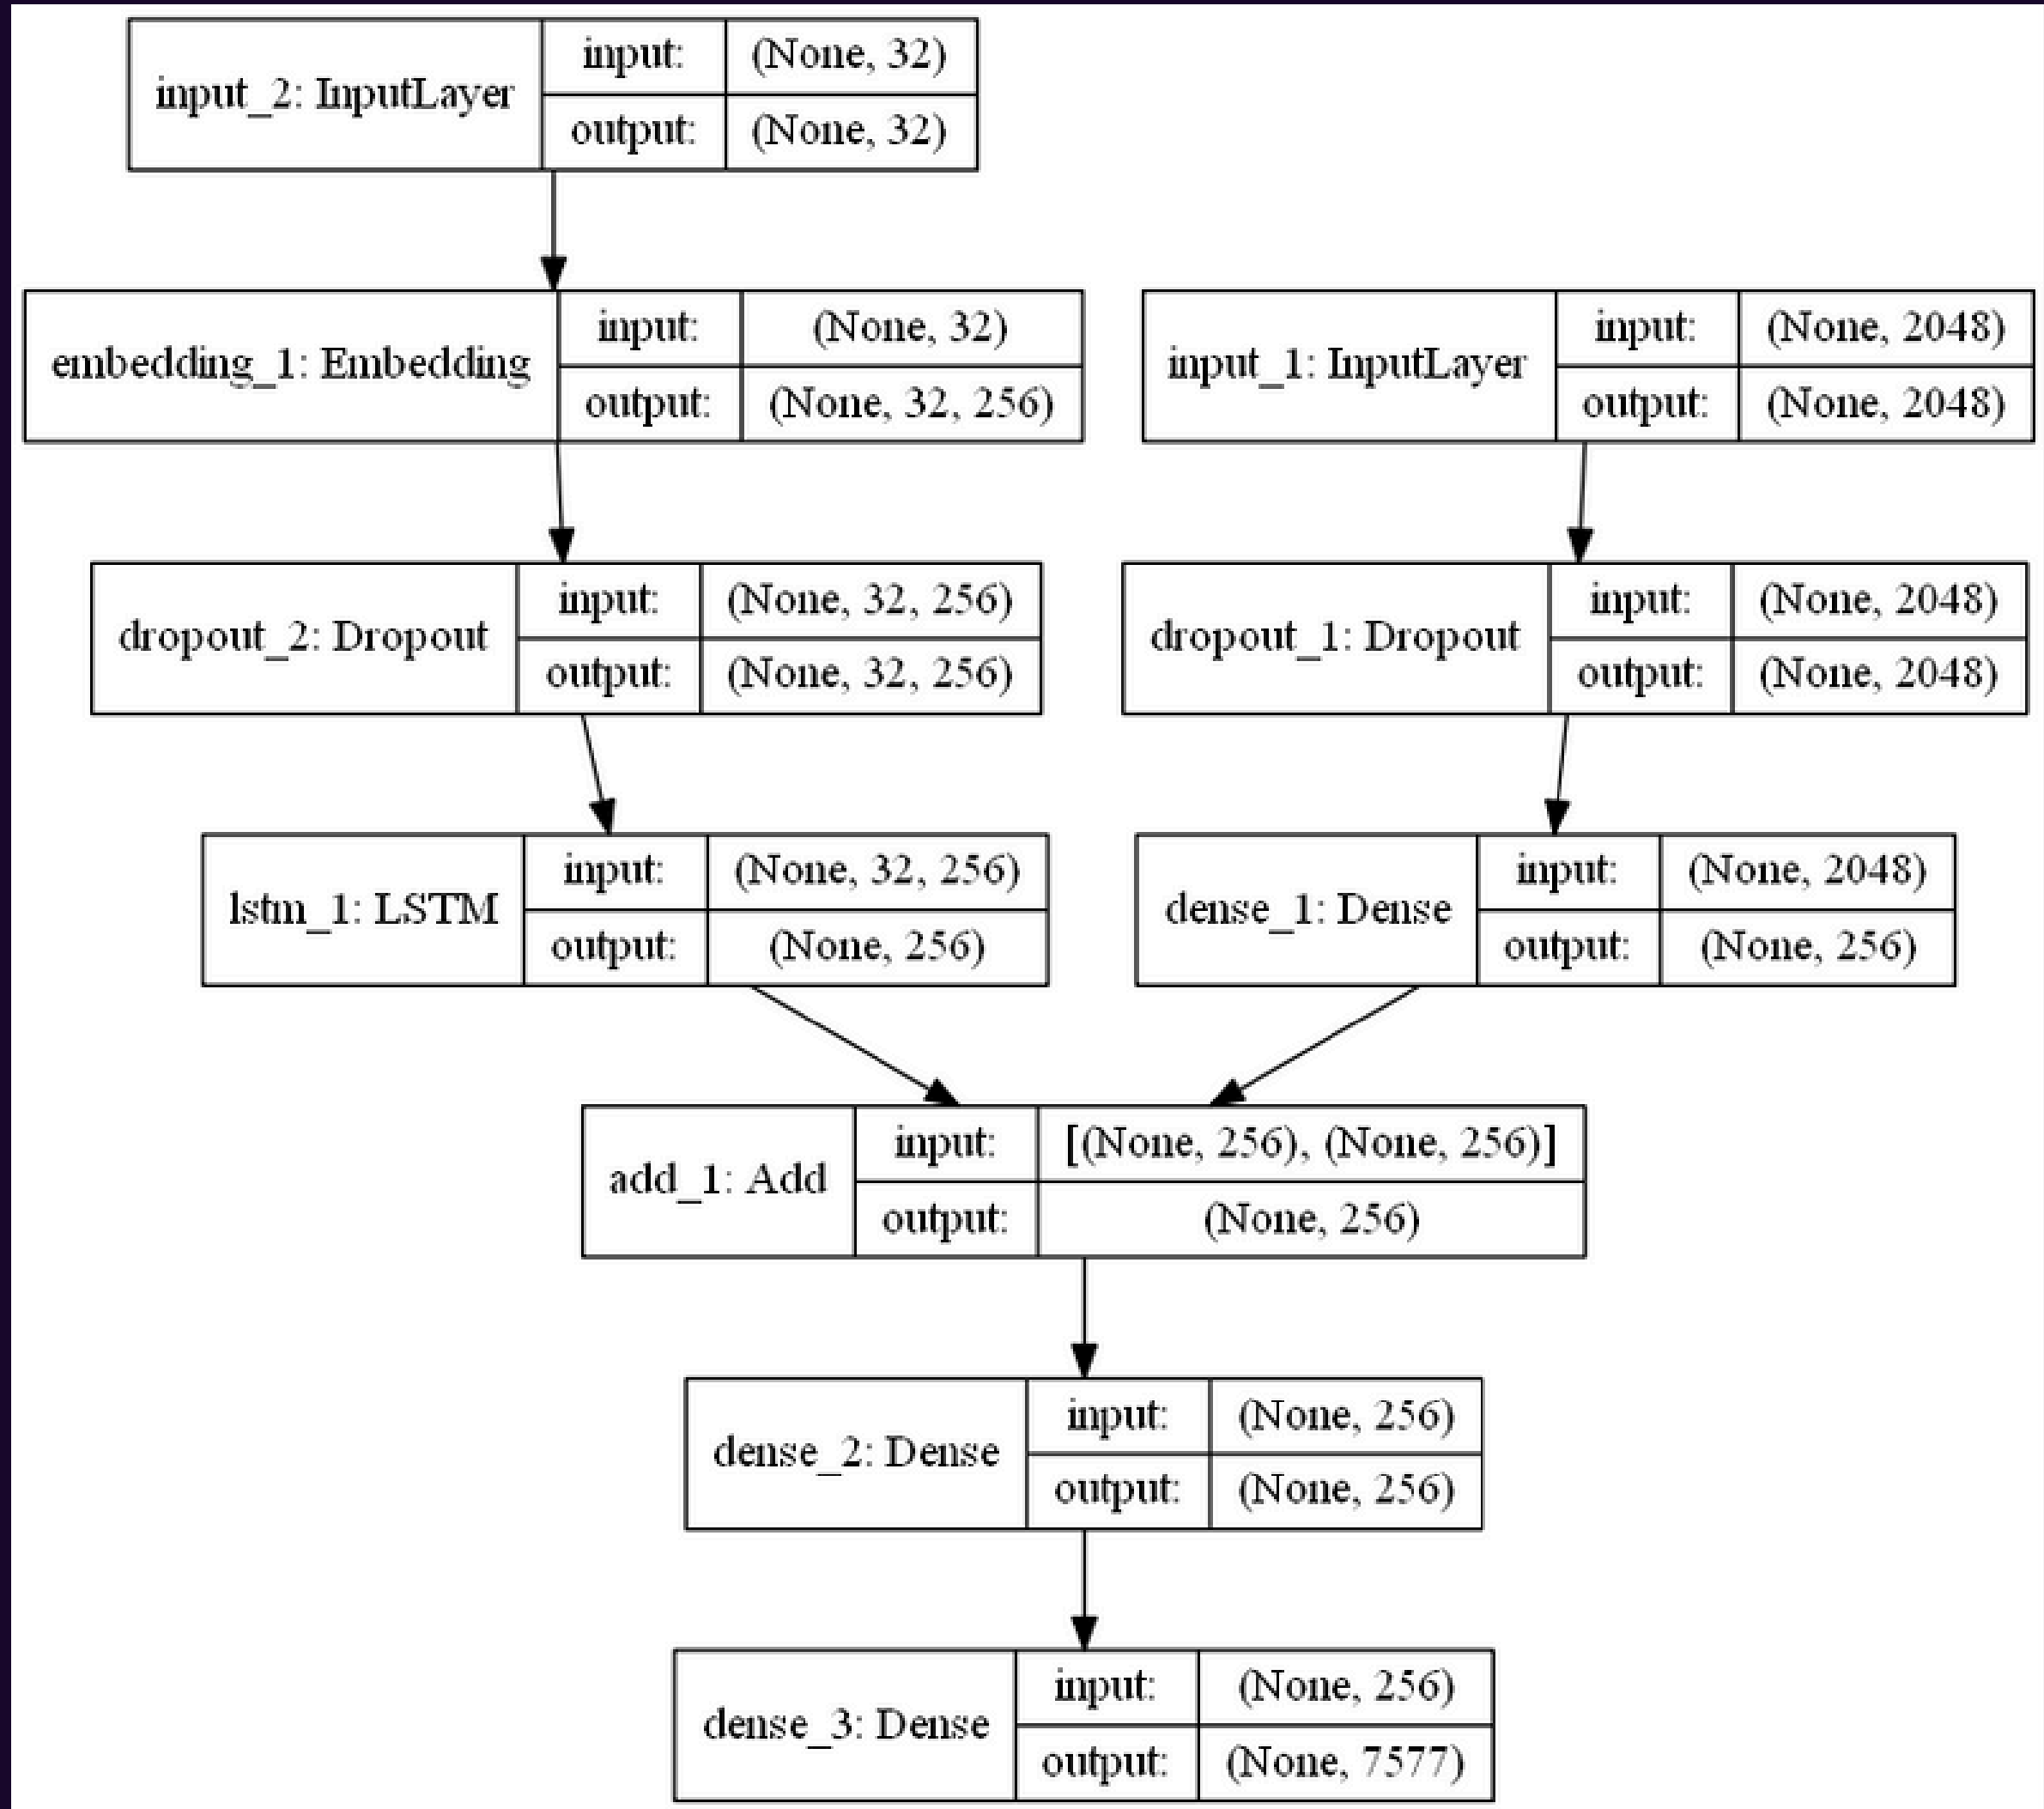 input_2: InputLayer
input: (None, 32)
output: (None, 32)
embedding_1: Embedding
input: (None, 32)
output: (None, 32, 256)
input_1: InputLayer
input: (None, 2048)
output: (None, 2048)
dropout_2: Dropout
input: (None, 32, 256)
output: (None, 32, 256)
dropout_1: Dropout
input: (None, 2048)
output: (None, 2048)
lstm_1: LSTM
input: (None, 32, 256)
output: (None, 256)
dense_1: Dense
input: (None, 2048)
output: (None, 256)
add_1: Add
input: [(None, 256), (None, 256)]
output: (None, 256)
dense_2: Dense
input: (None, 256)
output: (None, 256)
dense_3: Dense
input: (None, 256)
output: (None, 7577)